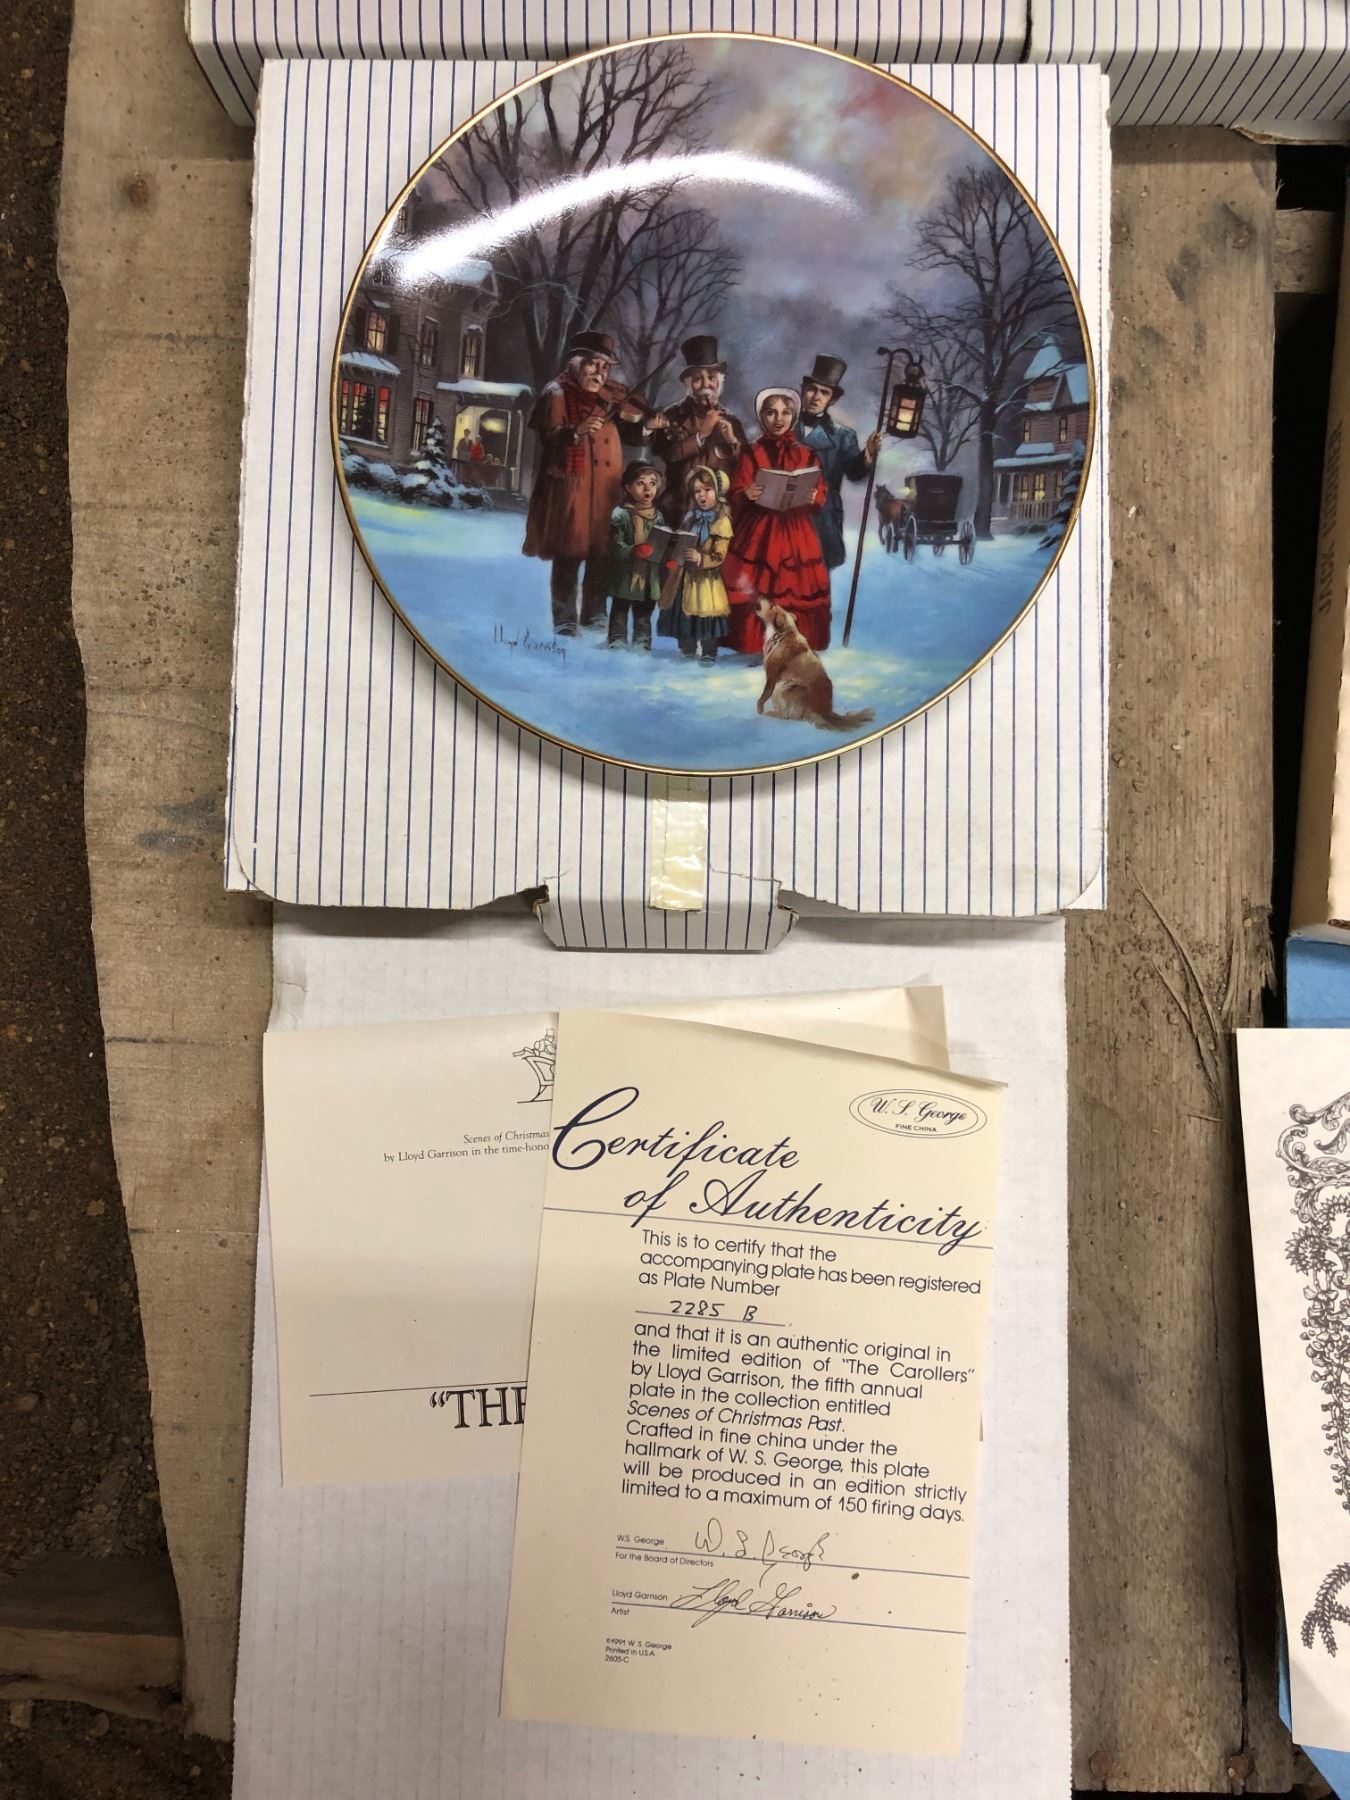 Lloyd Garrison
JACK
Scenes of Christmas
by Lloyd Garrison in the time-hono
"THE
W. S. George
FINE CHINA
Certificate
of Authenticity
This is to certify that the
accompanying plate has been registered
as Plate Number
2285 B
and that it is an authentic original in
the limited edition of "The Carollers"
by Lloyd Garrison, the fifth annual
plate in the collection entitled
Scenes of Christmas Past.
Crafted in fine china under the
hallmark of W. S. George, this plate
will be produced in an edition strictly
limited to a maximum of 150 firing days.
W.S. George W. S. George
For the Board of Directors
Lloyd Garrison Lloyd Garrison
Artist
©1991 W. S. George
Printed in U.S.A.
2605-C